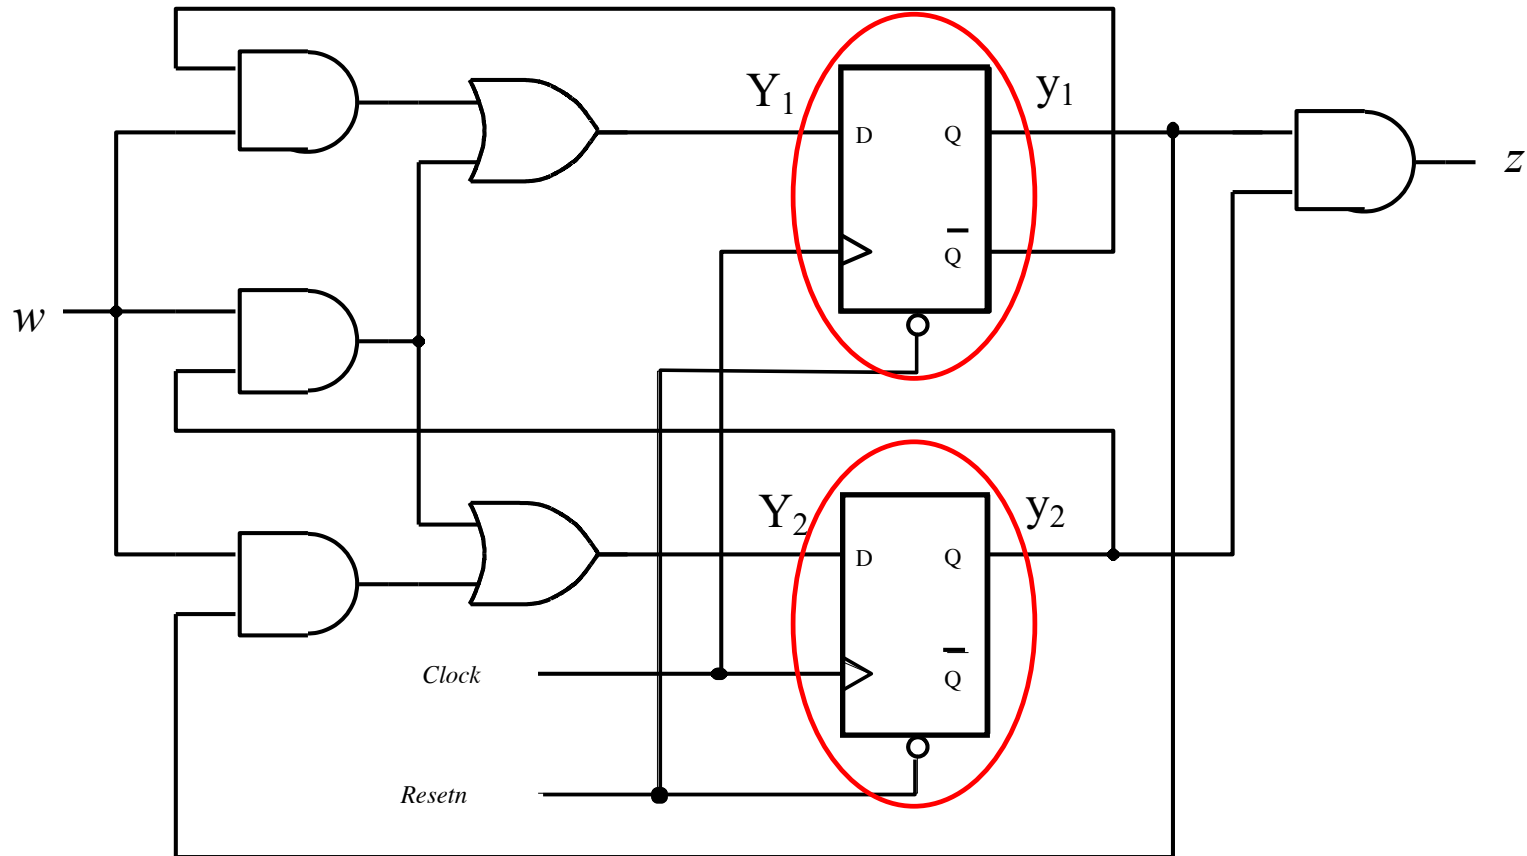 Y₁
y₁
D
Q
z
Q̅
w
Y₂
y₂
D
Q
Clock
Q̅
Resetn